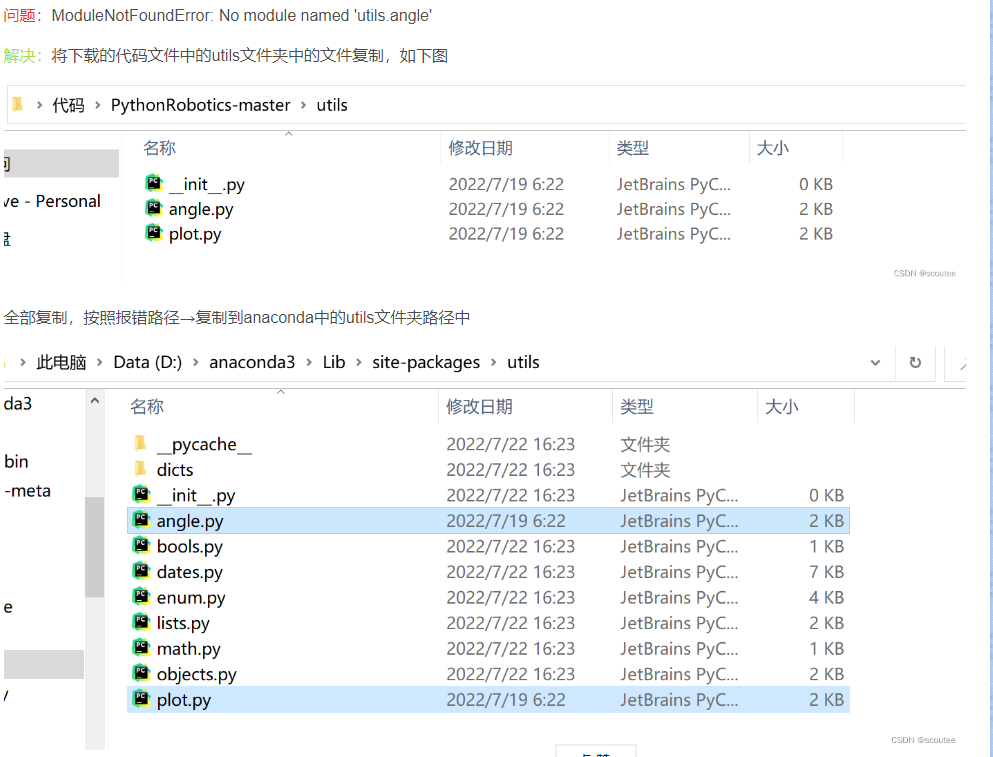 问题：ModuleNotFoundError: No module named 'utils.angle'
解决：将下载的代码文件中的utils文件夹中的文件复制，如下图
› 代码 › PythonRobotics-master › utils
名称 修改日期 类型 大小
ve - Personal
盘
__init__.py 2022/7/19 6:22 JetBrains PyC... 0 KB
angle.py 2022/7/19 6:22 JetBrains PyC... 2 KB
plot.py 2022/7/19 6:22 JetBrains PyC... 2 KB
CSDN @scoutee
全部复制，按照报错路径→复制到anaconda中的utils文件夹路径中
› 此电脑 › Data (D:) › anaconda3 › Lib › site-packages › utils
da3
bin
-meta
e
名称 修改日期 类型 大小
__pycache__ 2022/7/22 16:23 文件夹
dicts 2022/7/22 16:23 文件夹
__init__.py 2022/7/22 16:23 JetBrains PyC... 0 KB
angle.py 2022/7/19 6:22 JetBrains PyC... 2 KB
bools.py 2022/7/22 16:23 JetBrains PyC... 1 KB
dates.py 2022/7/22 16:23 JetBrains PyC... 7 KB
enum.py 2022/7/22 16:23 JetBrains PyC... 4 KB
lists.py 2022/7/22 16:23 JetBrains PyC... 2 KB
math.py 2022/7/22 16:23 JetBrains PyC... 1 KB
objects.py 2022/7/22 16:23 JetBrains PyC... 2 KB
plot.py 2022/7/19 6:22 JetBrains PyC... 2 KB
CSDN @scoutee